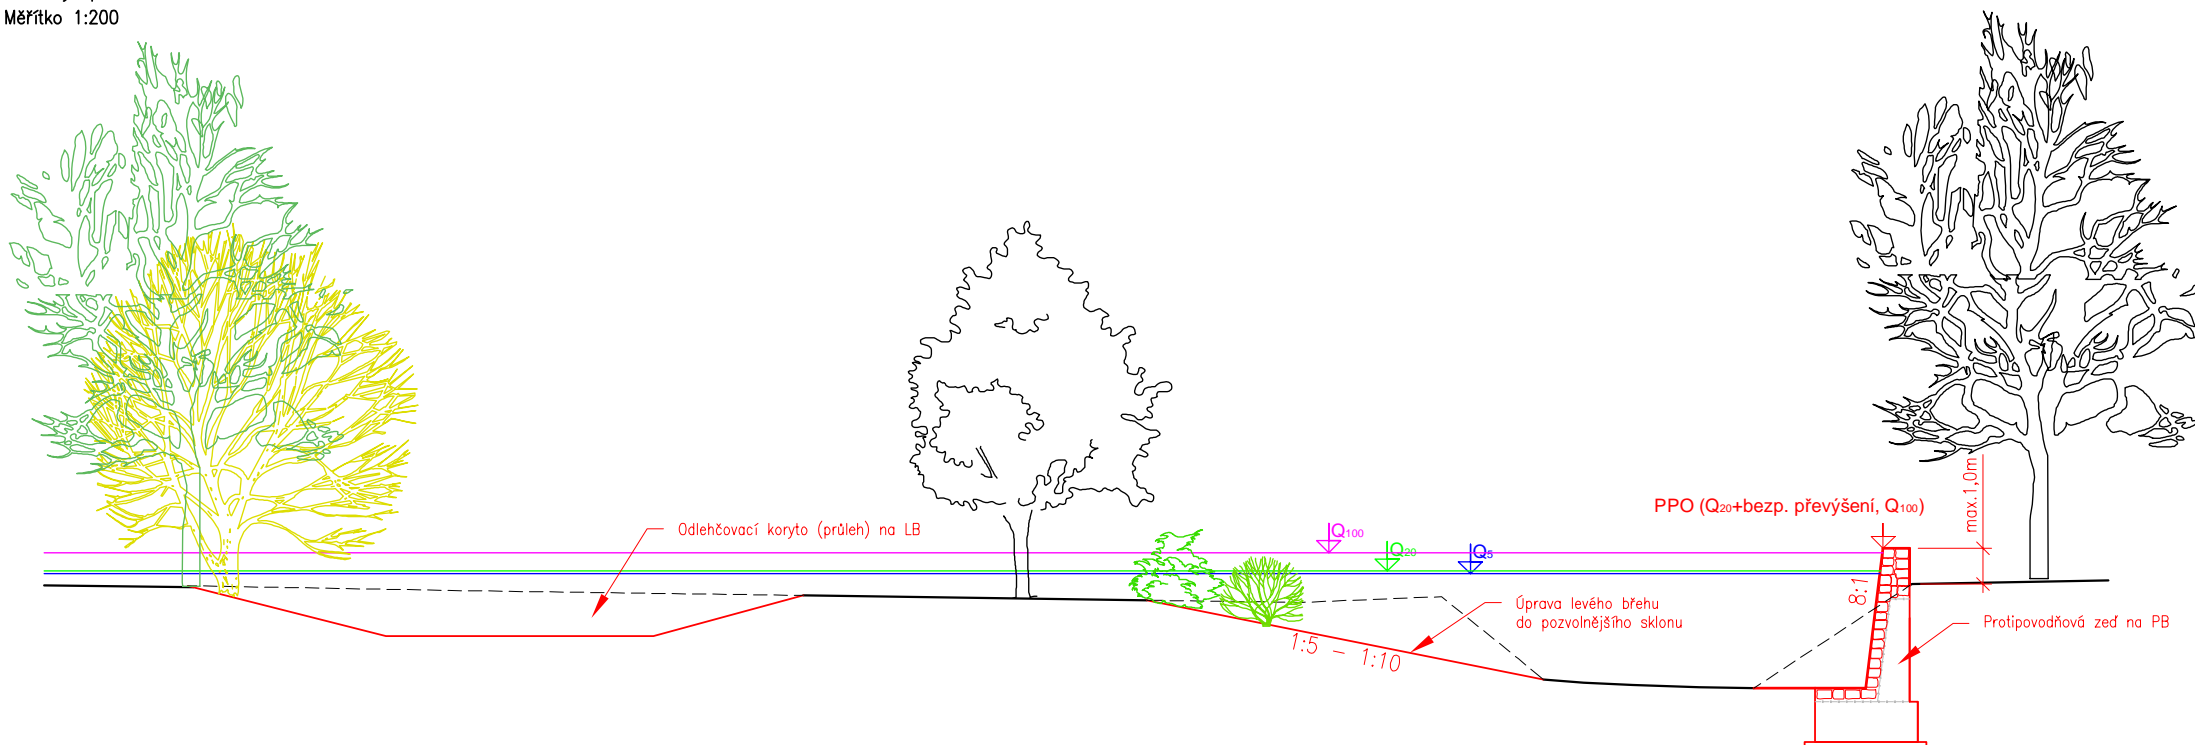 Měřítko 1:200
PPO (Q20+bezp. převýšení, Q100)
max.1,0m
Odlehčovací koryto (průleh) na LB
Q100
Q20
Q5
8:1
Úprava levého břehu
do pozvolnějšího sklonu
Protipovodňová zeď na PB
1:5 - 1:10